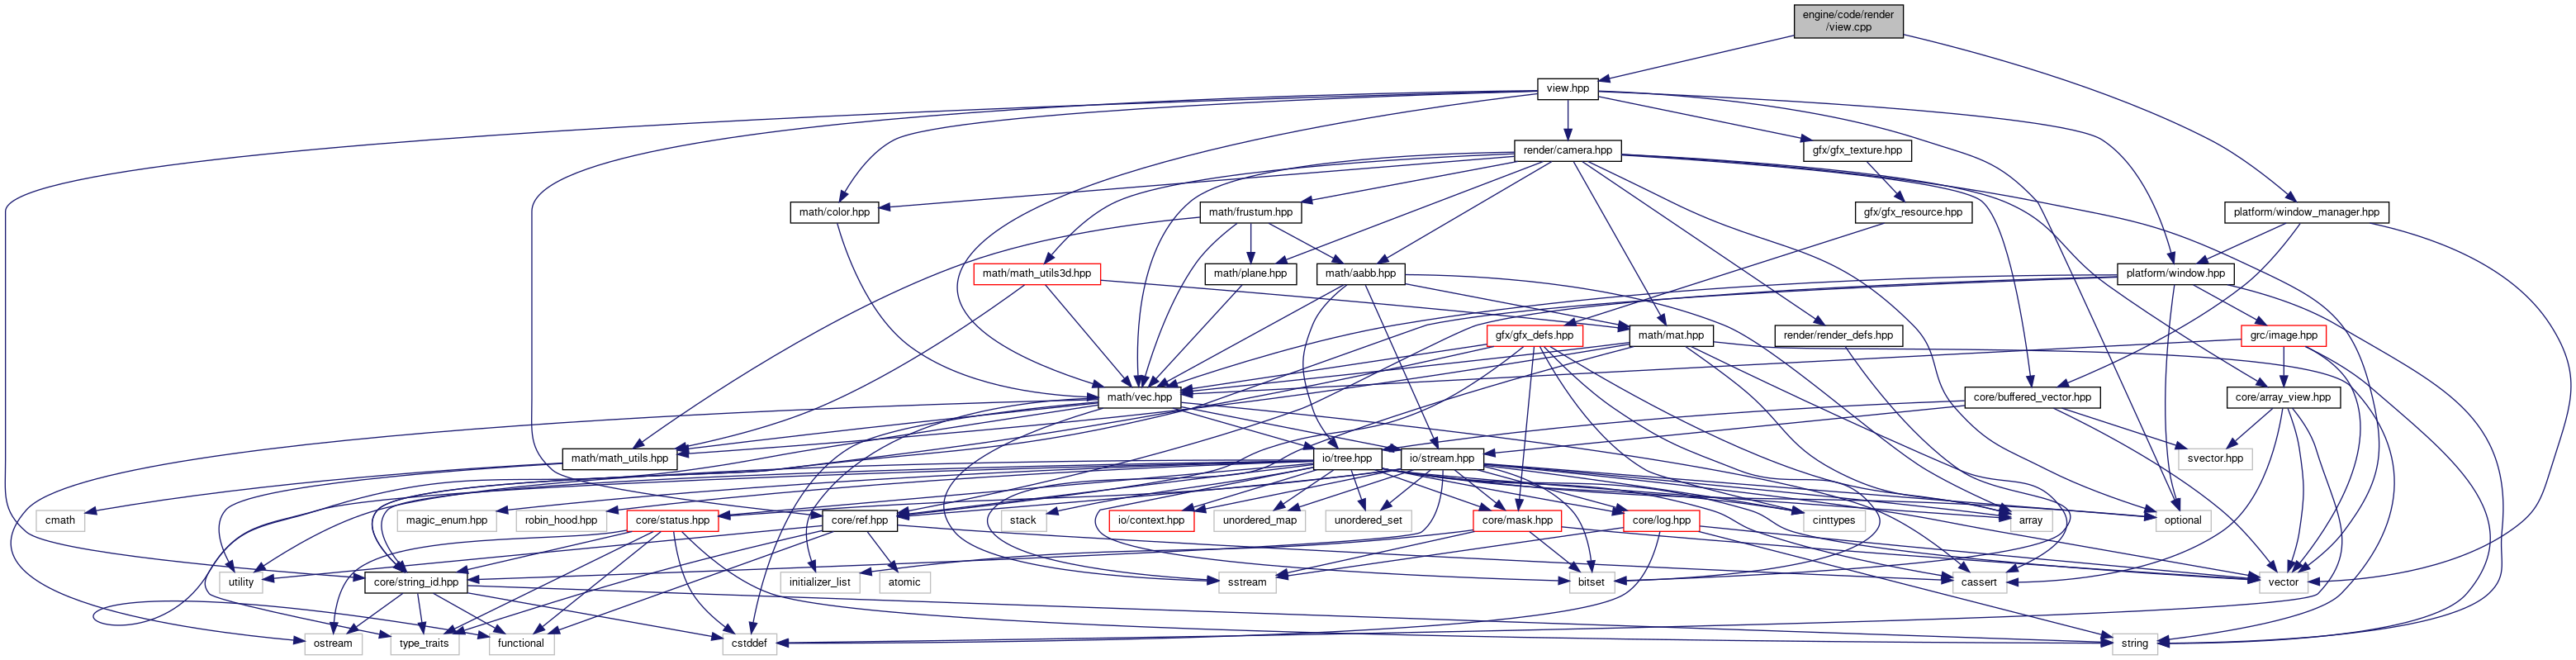 engine/code/render
/view.cpp
view.hpp
render/camera.hpp
gfx/gfx_texture.hpp
math/color.hpp
math/frustum.hpp
gfx/gfx_resource.hpp
platform/window_manager.hpp
math/math_utils3d.hpp
math/plane.hpp
math/aabb.hpp
platform/window.hpp
gfx/gfx_defs.hpp
math/mat.hpp
render/render_defs.hpp
grc/image.hpp
math/vec.hpp
core/buffered_vector.hpp
core/array_view.hpp
math/math_utils.hpp
io/tree.hpp
io/stream.hpp
svector.hpp
cmath
magic_enum.hpp
robin_hood.hpp
core/status.hpp
core/ref.hpp
stack
io/context.hpp
unordered_map
unordered_set
core/mask.hpp
core/log.hpp
cinttypes
array
optional
utility
core/string_id.hpp
initializer_list
atomic
sstream
bitset
cassert
vector
ostream
type_traits
functional
cstddef
string